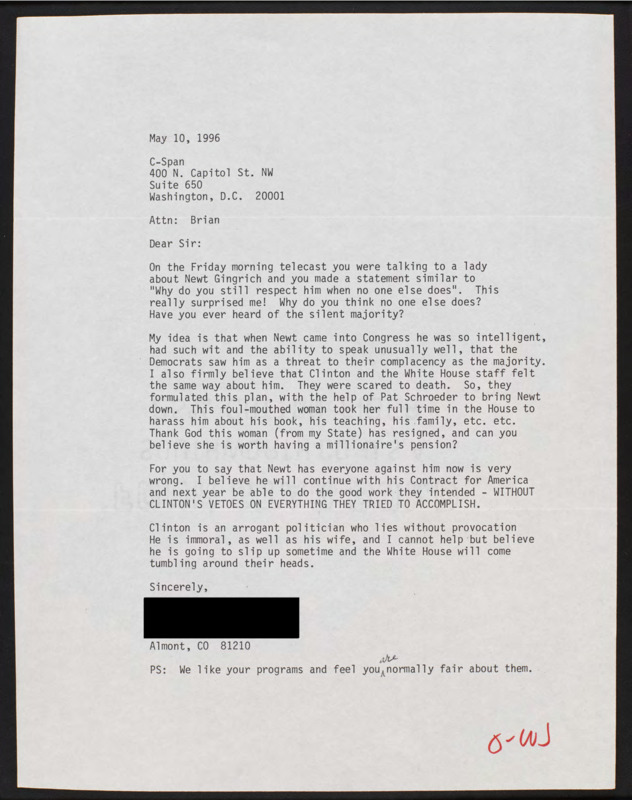 May 10, 1996
C-Span
400 N. Capitol St. NW
Suite 650
Washington, D.C.  20001
Attn:  Brian
Dear Sir:
On the Friday morning telecast you were talking to a lady
about Newt Gingrich and you made a statement similar to
"Why do you still respect him when no one else does".  This
really surprised me!  Why do you think no one else does?
Have you ever heard of the silent majority?
My idea is that when Newt came into Congress he was so intelligent,
had such wit and the ability to speak unusually well, that the
Democrats saw him as a threat to their complacency as the majority.
I also firmly believe that Clinton and the White House staff felt
the same way about him.  They were scared to death.  So, they
formulated this plan, with the help of Pat Schroeder to bring Newt
down.  This foul-mouthed woman took her full time in the House to
harass him about his book, his teaching, his family, etc. etc.
Thank God this woman (from my State) has resigned, and can you
believe she is worth having a millionaire's pension?
For you to say that Newt has everyone against him now is very
wrong.  I believe he will continue with his Contract for America
and next year be able to do the good work they intended - WITHOUT
CLINTON'S VETOES ON EVERYTHING THEY TRIED TO ACCOMPLISH.
Clinton is an arrogant politician who lies without provocation
He is immoral, as well as his wife, and I cannot help but believe
he is going to slip up sometime and the White House will come
tumbling around their heads.
Sincerely,
Almont, CO  81210
PS:  We like your programs and feel you are normally fair about them.